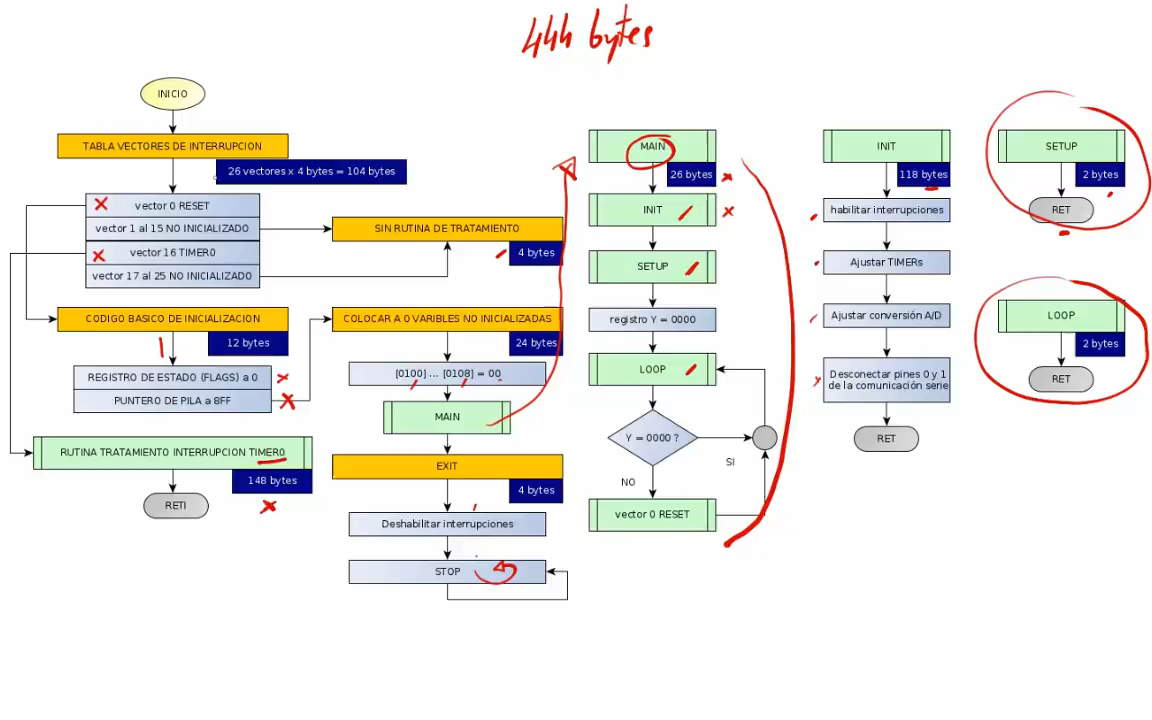 444 bytes
INICIO
TABLA VECTORES DE INTERRUPCION
26 vectores x 4 bytes = 104 bytes
vector 0 RESET
vector 1 al 15 NO INICIALIZADO
vector 16 TIMER0
vector 17 al 25 NO INICIALIZADO
SIN RUTINA DE TRATAMIENTO
4 bytes
CODIGO BASICO DE INICIALIZACION
12 bytes
REGISTRO DE ESTADO (FLAGS) a 0
PUNTERO DE PILA a 8FF
RUTINA TRATAMIENTO INTERRUPCION TIMER0
148 bytes
RETI
COLOCAR A 0 VARIBLES NO INICIALIZADAS
24 bytes
[0100] ... [0108] = 00
MAIN
EXIT
4 bytes
Deshabilitar interrupciones
STOP
MAIN
26 bytes
INIT
SETUP
registro Y = 0000
LOOP
Y = 0000 ?
SI
NO
vector 0 RESET
INIT
118 bytes
habilitar interrupciones
Ajustar TIMERs
Ajustar conversión A/D
Desconectar pines 0 y 1
de la comunicación serie
RET
SETUP
2 bytes
RET
LOOP
2 bytes
RET